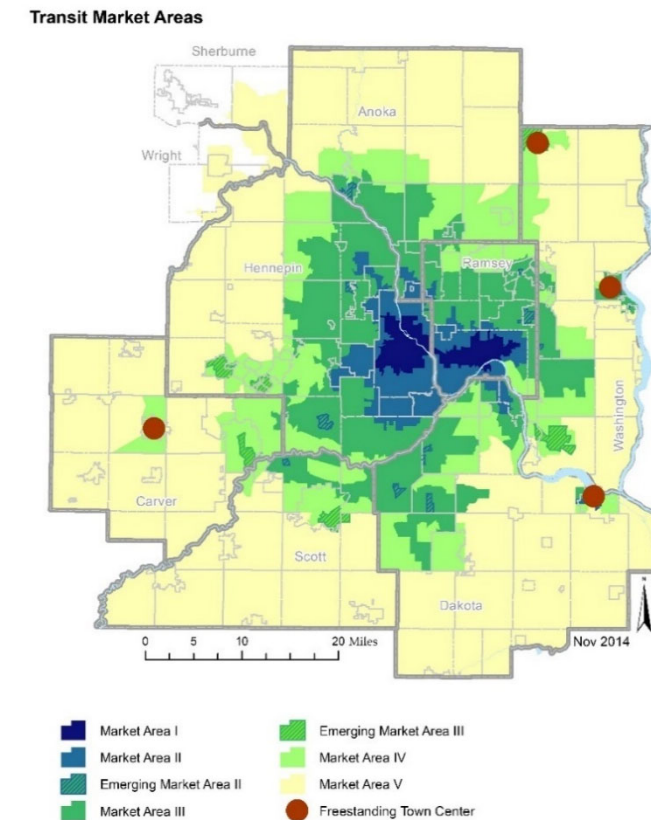 Transit Market Areas
Sherburne
Anoka
Wright
Hennepin
Ramsey
Washington
Carver
Scott
Dakota
N
0 5 10 20 Miles
Nov 2014
Market Area I
Market Area II
Emerging Market Area II
Market Area III
Emerging Market Area III
Market Area IV
Market Area V
Freestanding Town Center